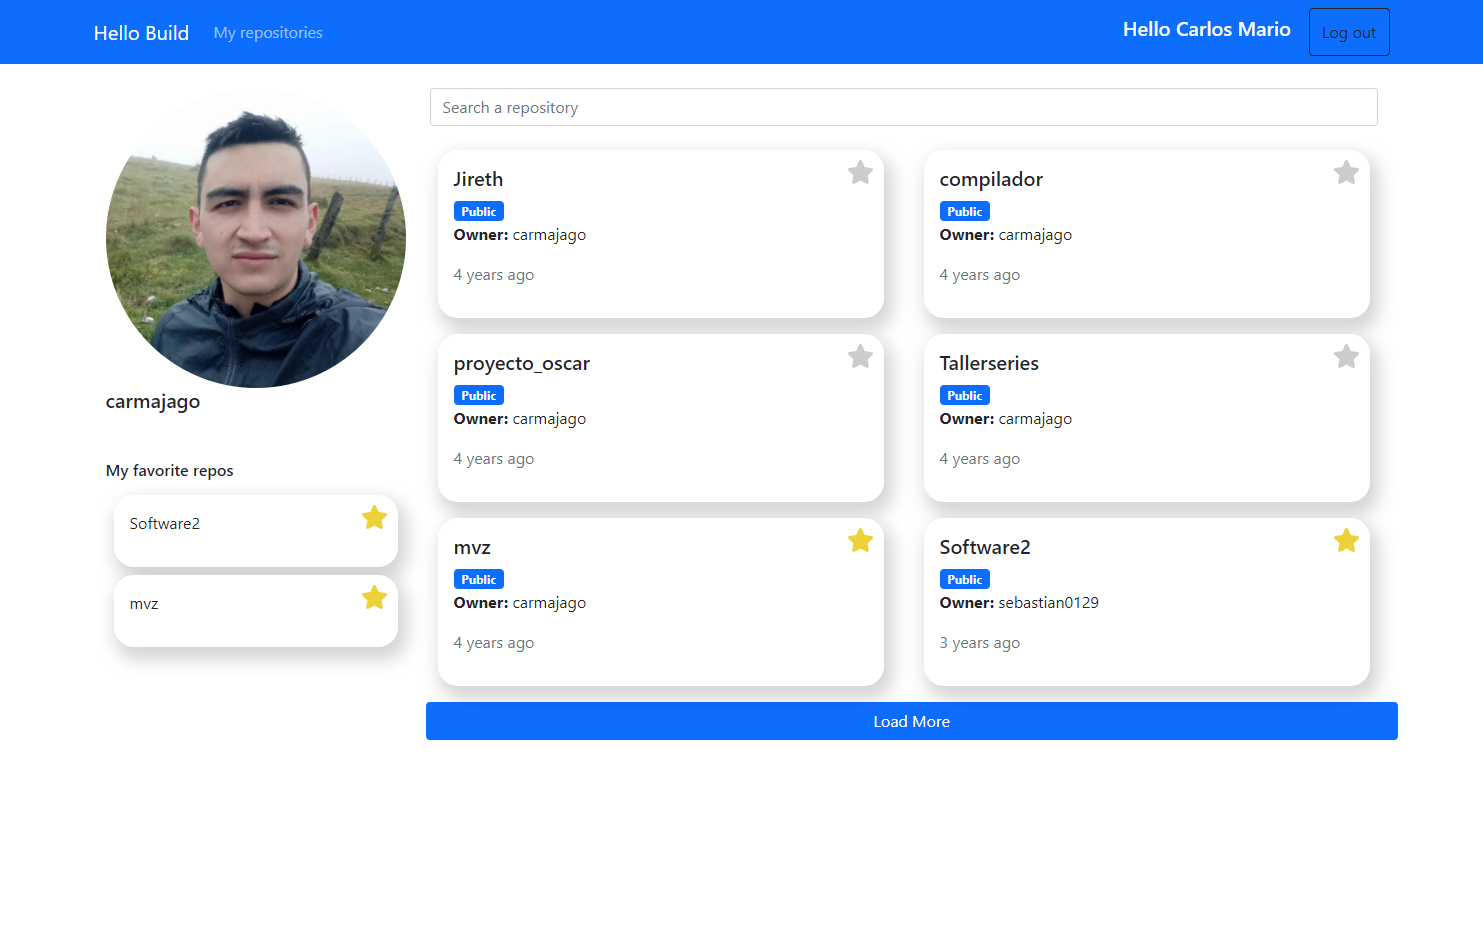 Hello Build My repositories Hello Carlos Mario Log out
Search a repository
carmajago
My favorite repos
Software2
mvz
Jireth
Public
Owner: carmajago
4 years ago
compilador
Public
Owner: carmajago
4 years ago
proyecto_oscar
Public
Owner: carmajago
4 years ago
Tallerseries
Public
Owner: carmajago
4 years ago
mvz
Public
Owner: carmajago
4 years ago
Software2
Public
Owner: sebastian0129
3 years ago
Load More